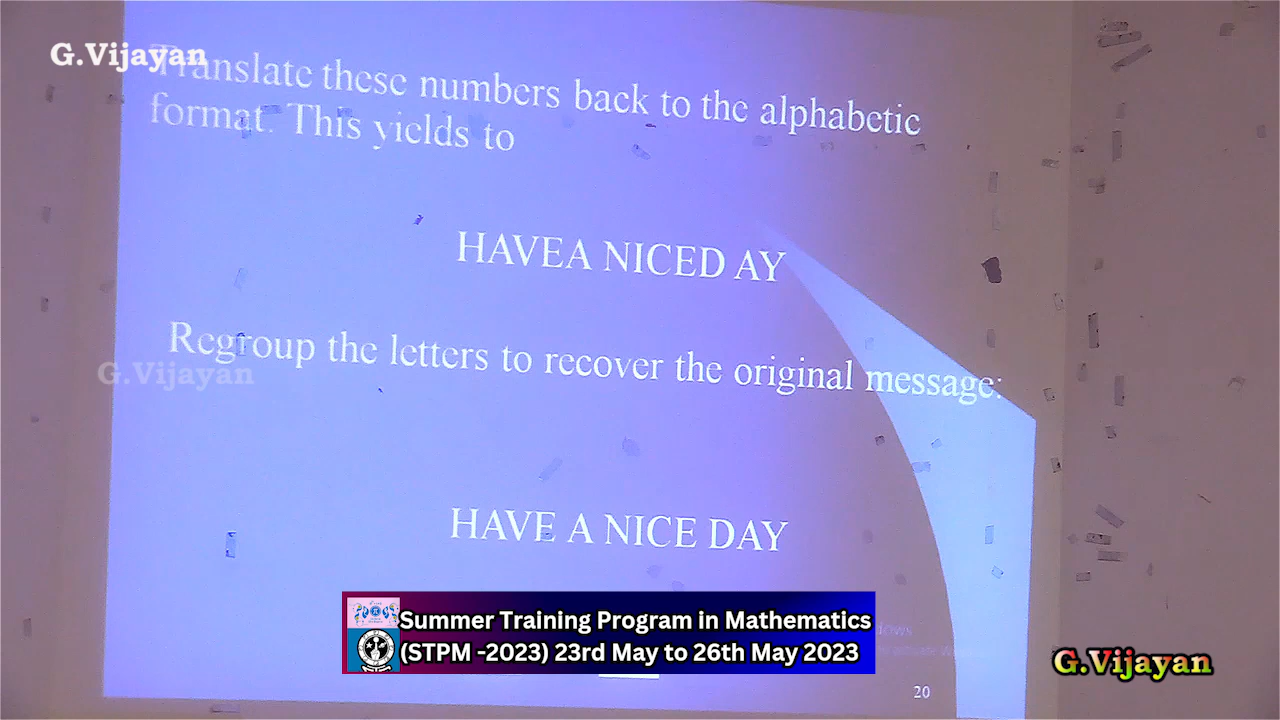 G.Vijayan
Translate these numbers back to the alphabetic
format. This yields to
HAVEA NICED AY
Regroup the letters to recover the original message:
G.Vijayan
HAVE A NICE DAY
Summer Training Program in Mathematics
(STPM -2023) 23rd May to 26th May 2023
G.Vijayan
20